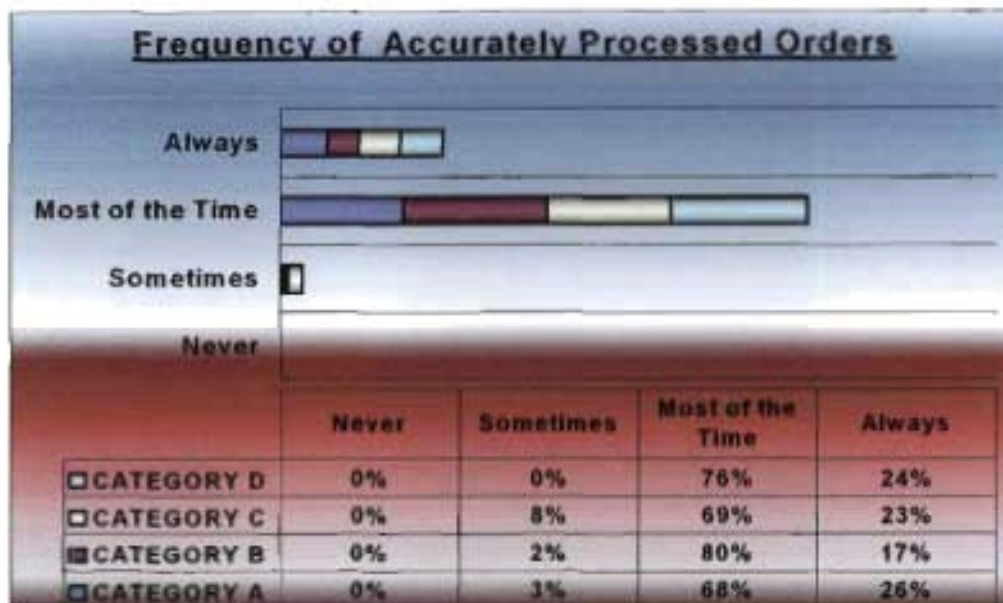 Frequency of Accurately Processed Orders
Always
Most of the Time
Sometimes
Never
Never Sometimes Most of the Time Always
CATEGORY D 0% 0% 76% 24%
CATEGORY C 0% 8% 69% 23%
CATEGORY B 0% 2% 80% 17%
CATEGORY A 0% 3% 68% 26%